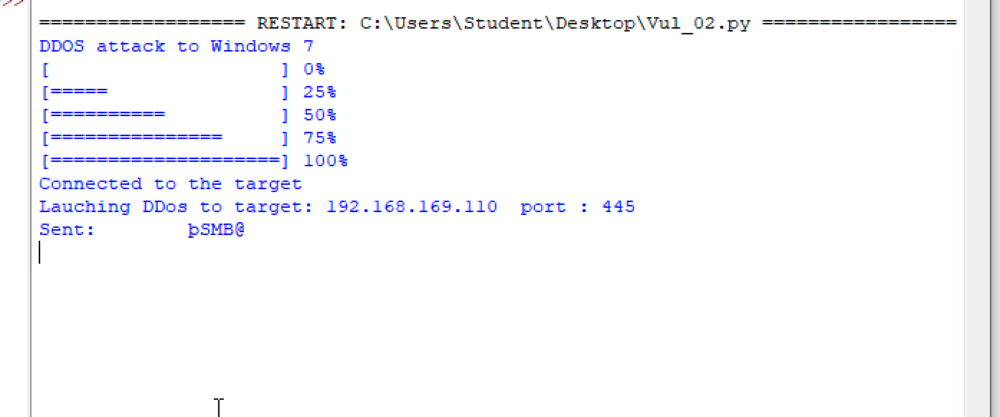 >>
================== RESTART: C:\Users\Student\Desktop\Vul_02.py =================
DDOS attack to Windows 7
[                    ] 0%
[=====               ] 25%
[==========          ] 50%
[===============     ] 75%
[====================] 100%
Connected to the target
Lauching DDos to target: 192.168.169.110  port : 445
Sent:        þSMB@